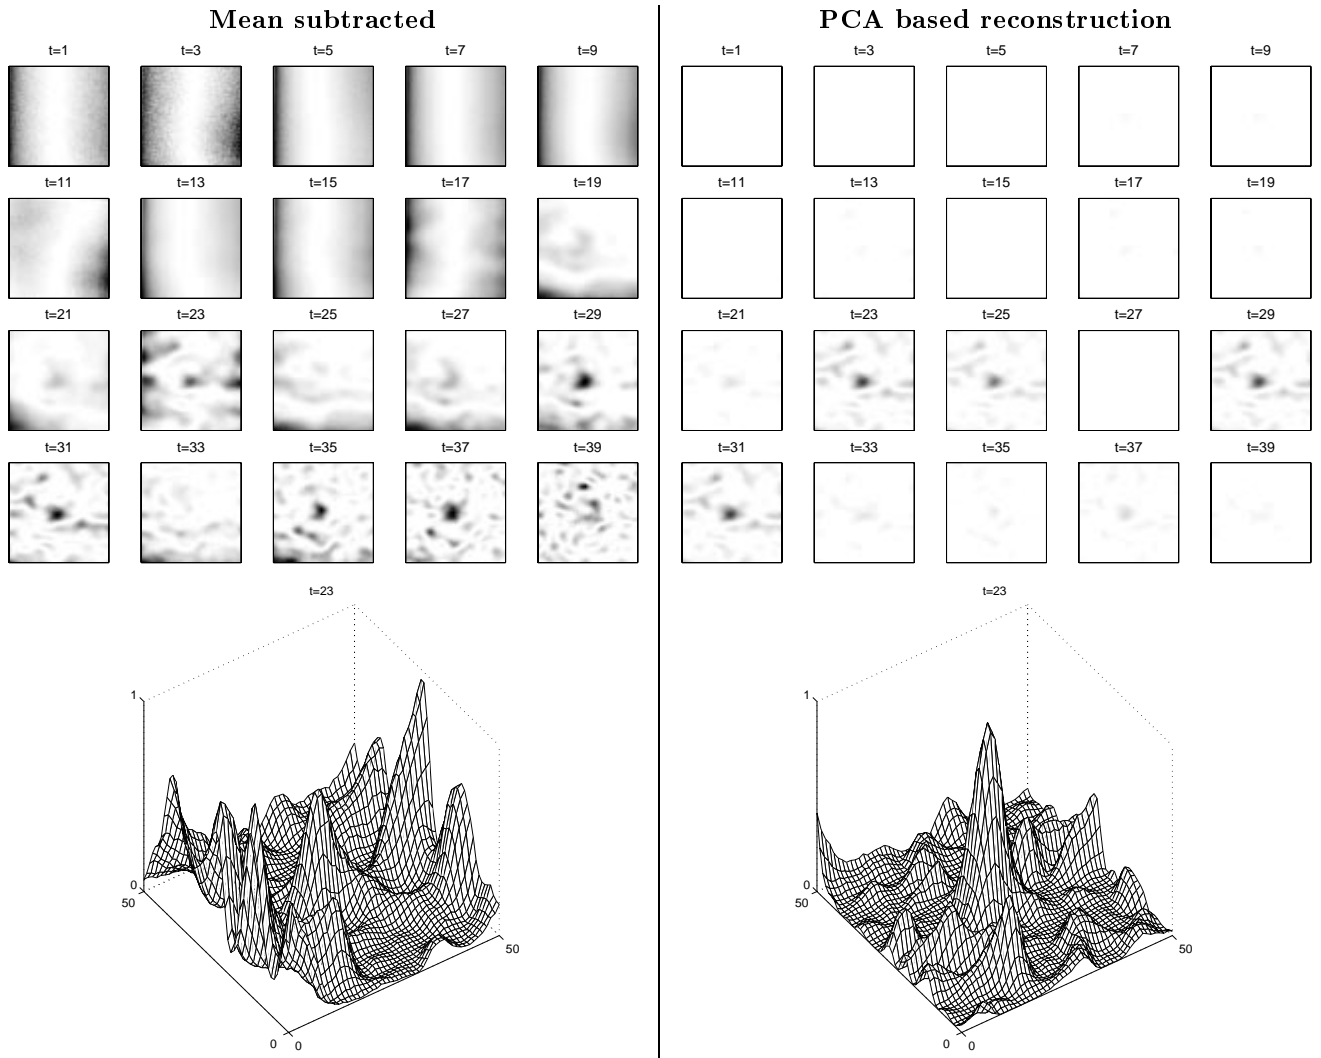 Mean subtracted
t=1 t=3 t=5 t=7 t=9
t=11 t=13 t=15 t=17 t=19
t=21 t=23 t=25 t=27 t=29
t=31 t=33 t=35 t=37 t=39
t=23
1
0
50
50
0 0
PCA based reconstruction
t=1 t=3 t=5 t=7 t=9
t=11 t=13 t=15 t=17 t=19
t=21 t=23 t=25 t=27 t=29
t=31 t=33 t=35 t=37 t=39
t=23
1
0
50
50
0 0